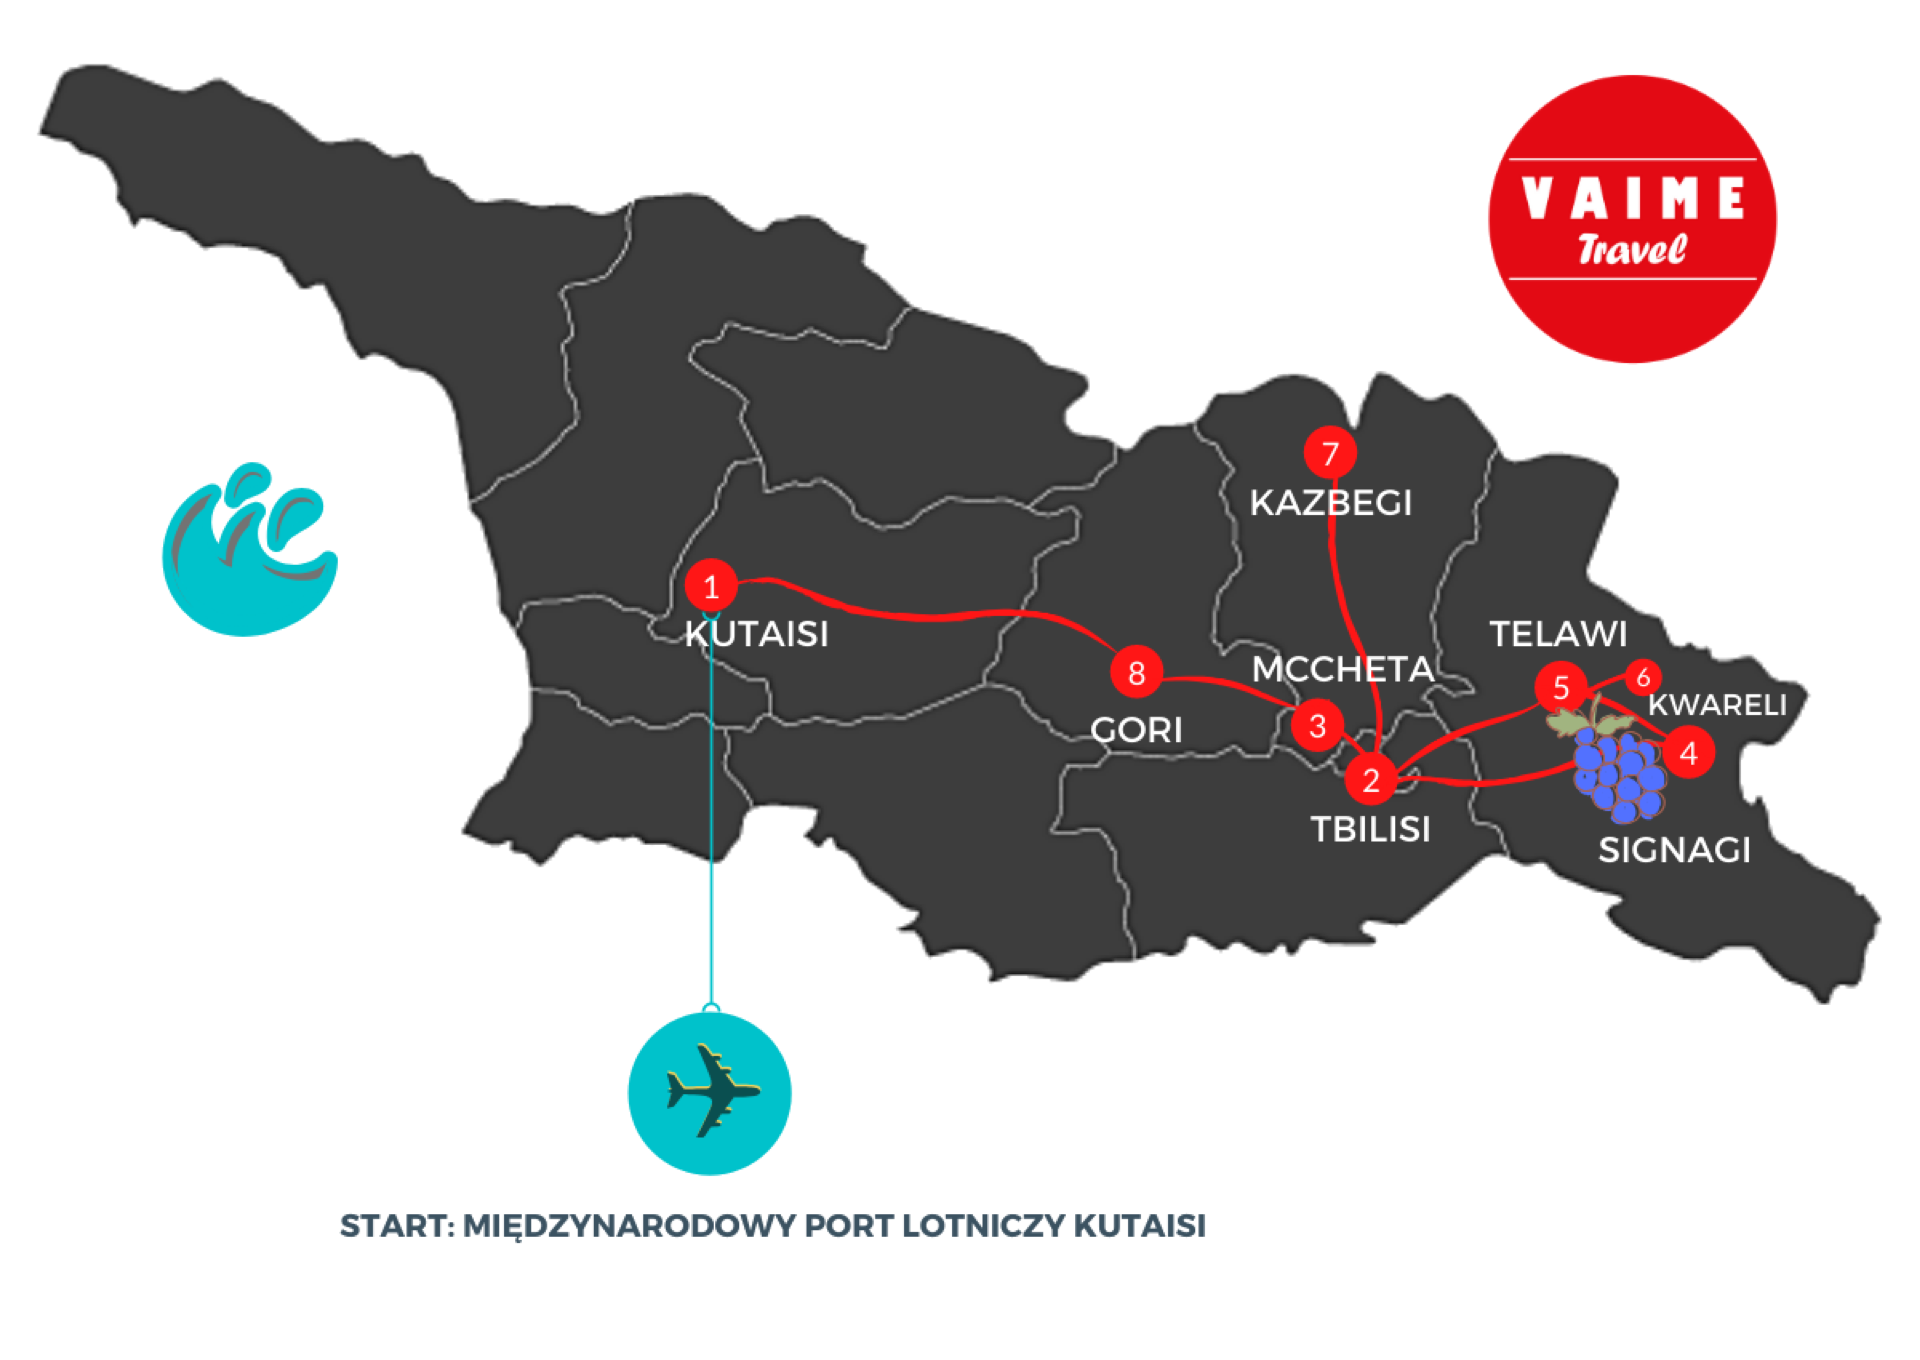 VAIME
Travel
7
KAZBEGI
1
KUTAISI
TELAWI
MCCHETA
8
5
6
KWARELI
GORI
3
4
2
TBILISI
SIGNAGI
START: MIĘDZYNARODOWY PORT LOTNICZY KUTAISI